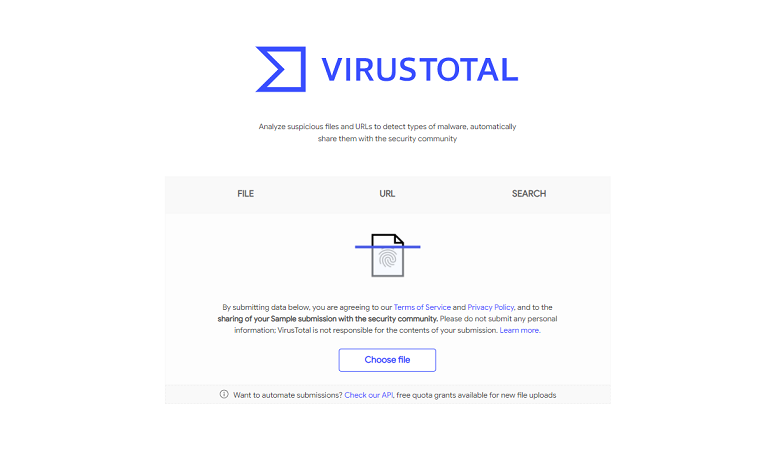 VIRUSTOTAL
Analyze suspicious files and URLs to detect types of malware, automatically
share them with the security community
FILE
URL
SEARCH
By submitting data below, you are agreeing to our Terms of Service and Privacy Policy, and to the
sharing of your Sample submission with the security community. Please do not submit any personal
information; VirusTotal is not responsible for the contents of your submission. Learn more.
Choose file
Want to automate submissions? Check our API, free quota grants available for new file uploads